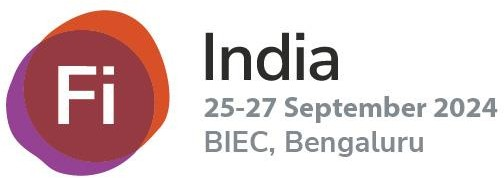 Fi
India
25-27 September 2024
BIEC, Bengaluru